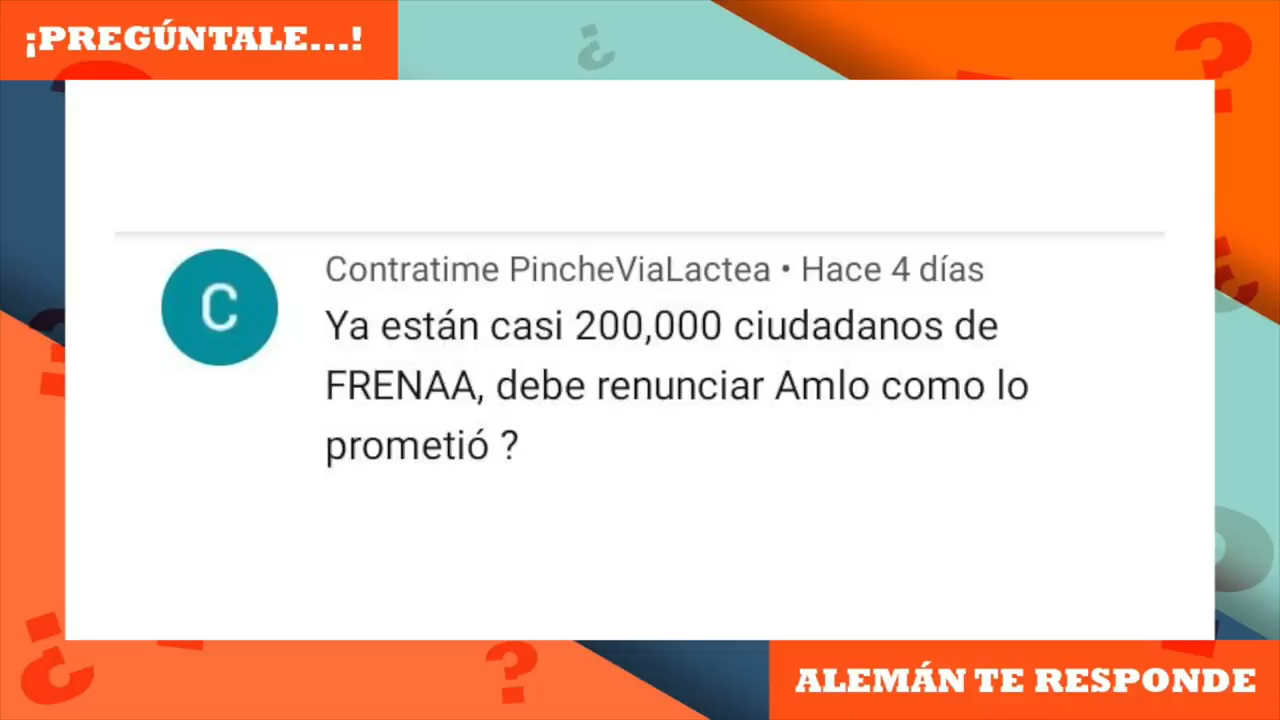 ¡PREGÚNTALE...!
C
Contratime PincheViaLactea • Hace 4 días
Ya están casi 200,000 ciudadanos de
FRENAA, debe renunciar Amlo como lo
prometió ?
ALEMÁN TE RESPONDE